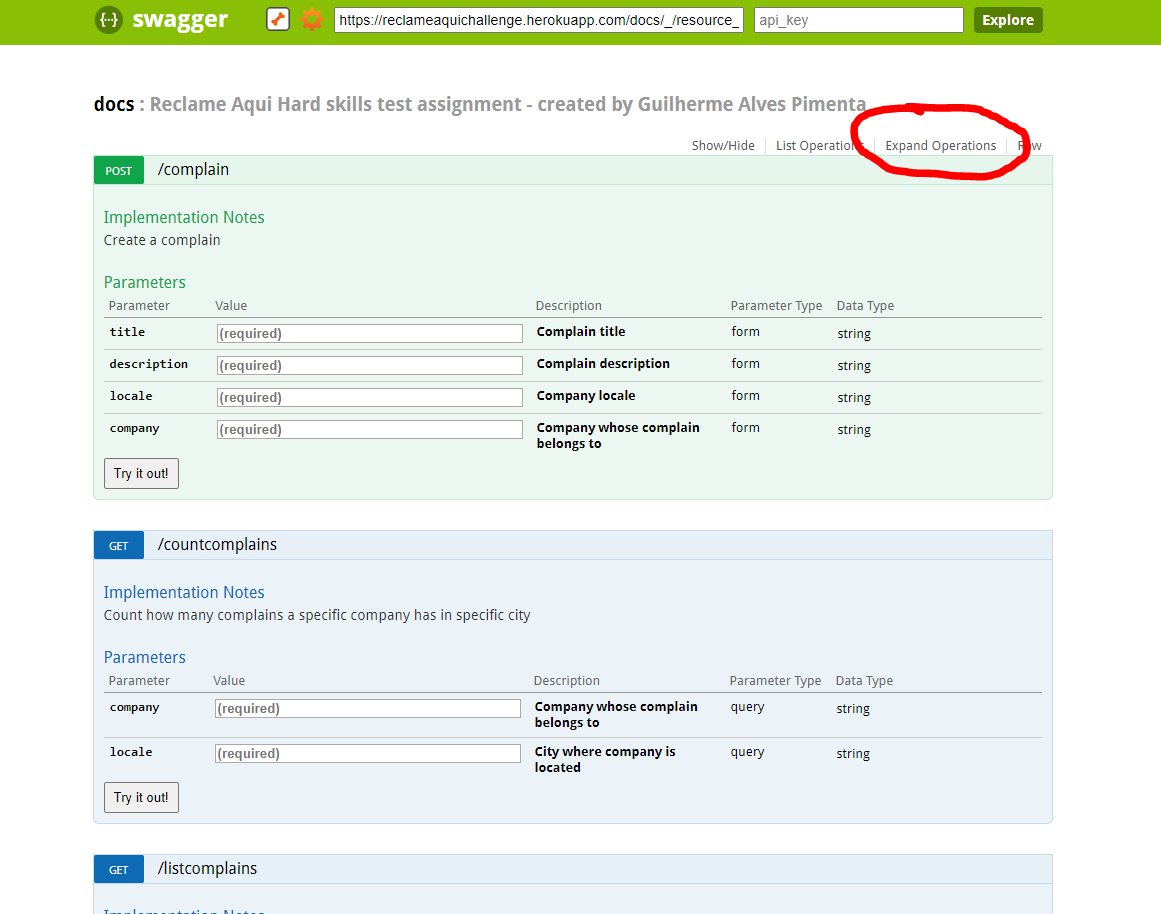 {··} swagger https://reclameaquichallenge.herokuapp.com/docs/_/resource_ api_key Explore
docs : Reclame Aqui Hard skills test assignment - created by Guilherme Alves Pimenta
Show/Hide List Operations Expand Operations Raw
POST /complain
Implementation Notes
Create a complain
Parameters
Parameter Value Description Parameter Type Data Type
title (required) Complain title form string
description (required) Complain description form string
locale (required) Company locale form string
company (required) Company whose complain form string
belongs to
Try it out!
GET /countcomplains
Implementation Notes
Count how many complains a specific company has in specific city
Parameters
Parameter Value Description Parameter Type Data Type
company (required) Company whose complain query string
belongs to
locale (required) City where company is query string
located
Try it out!
GET /listcomplains
Implementation Notes